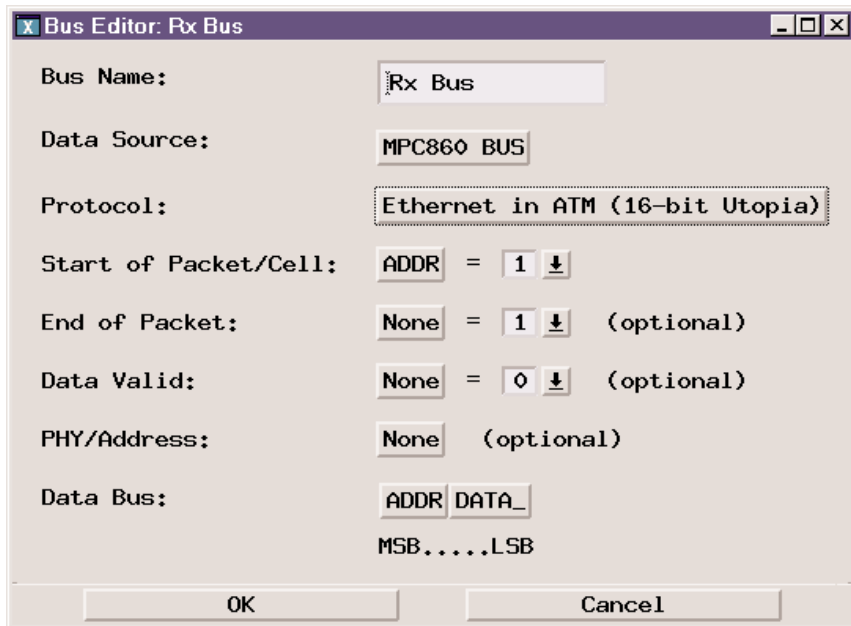 Bus Editor: Rx Bus
Bus Name: Rx Bus
Data Source: MPC860 BUS
Protocol: Ethernet in ATM (16-bit Utopia)
Start of Packet/Cell: ADDR = 1
End of Packet: None = 1 (optional)
Data Valid: None = 0 (optional)
PHY/Address: None (optional)
Data Bus: ADDR DATA_
MSB.....LSB
OK Cancel